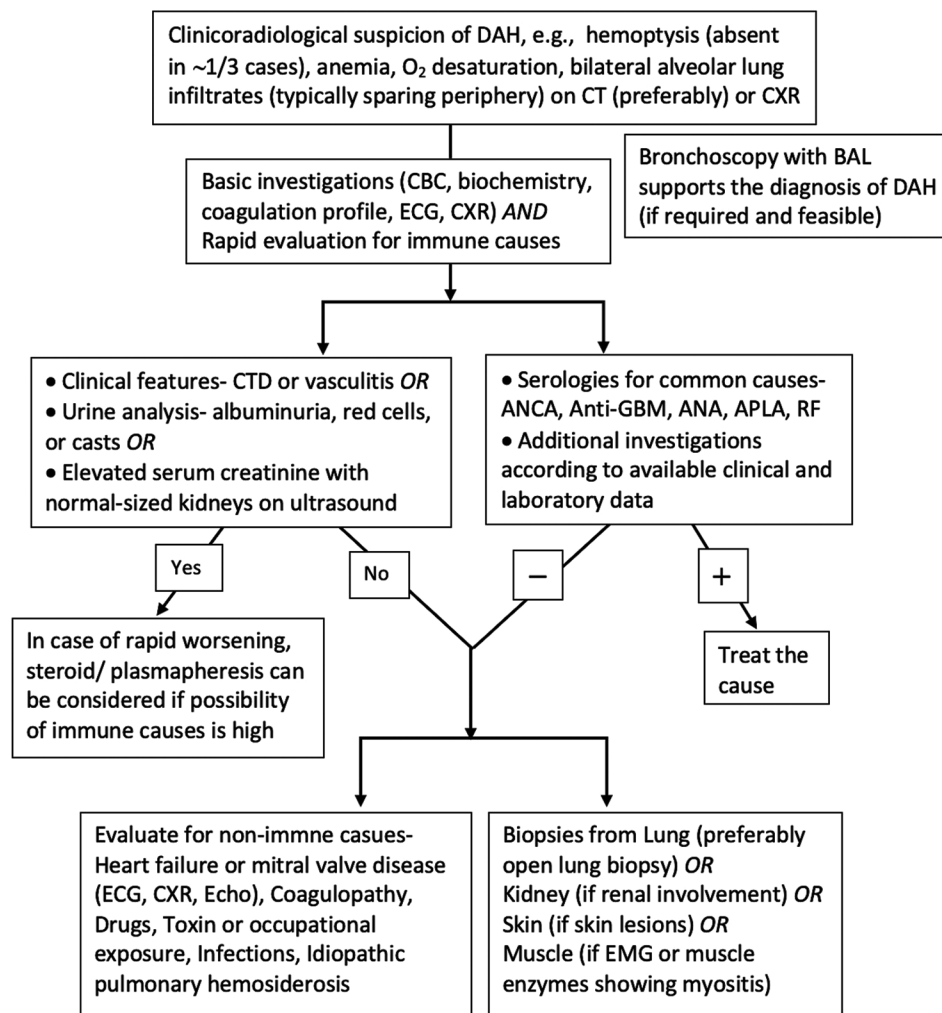 Clinicoradiological suspicion of DAH, e.g., hemoptysis (absent
in ~1/3 cases), anemia, O₂ desaturation, bilateral alveolar lung
infiltrates (typically sparing periphery) on CT (preferably) or CXR
Basic investigations (CBC, biochemistry,
coagulation profile, ECG, CXR) AND
Rapid evaluation for immune causes
Bronchoscopy with BAL
supports the diagnosis of DAH
(if required and feasible)
• Clinical features- CTD or vasculitis OR
• Urine analysis- albuminuria, red cells,
or casts OR
• Elevated serum creatinine with
normal-sized kidneys on ultrasound
• Serologies for common causes-
ANCA, Anti-GBM, ANA, APLA, RF
• Additional investigations
according to available clinical and
laboratory data
Yes
No
−
+
In case of rapid worsening,
steroid/ plasmapheresis can
be considered if possibility
of immune causes is high
Treat the
cause
Evaluate for non-immne casues-
Heart failure or mitral valve disease
(ECG, CXR, Echo), Coagulopathy,
Drugs, Toxin or occupational
exposure, Infections, Idiopathic
pulmonary hemosiderosis
Biopsies from Lung (preferably
open lung biopsy) OR
Kidney (if renal involvement) OR
Skin (if skin lesions) OR
Muscle (if EMG or muscle
enzymes showing myositis)